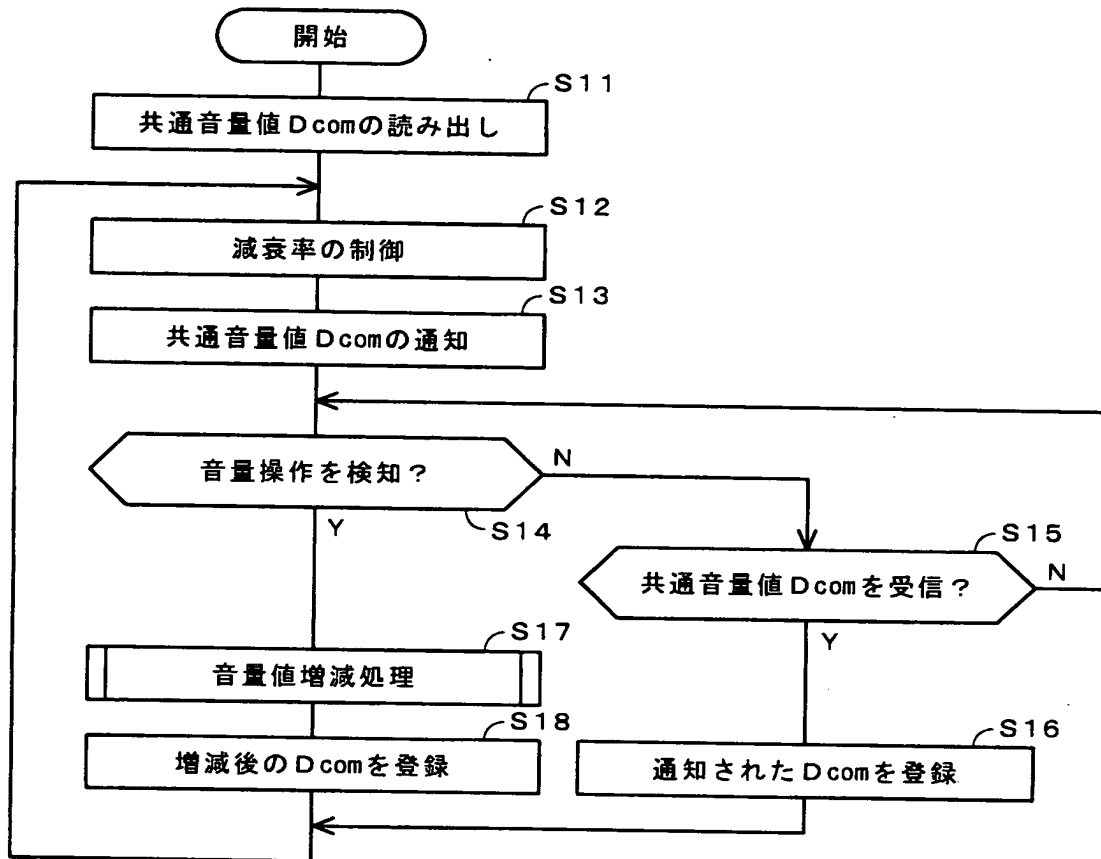 開始
S11
共通音量値Dcomの読み出し
S12
減衰率の制御
S13
共通音量値Dcomの通知
音量操作を検知?
N
Y
S14
S15
共通音量値Dcomを受信?
N
Y
S17
音量値増減処理
S18
増減後のDcomを登録
S16
通知されたDcomを登録